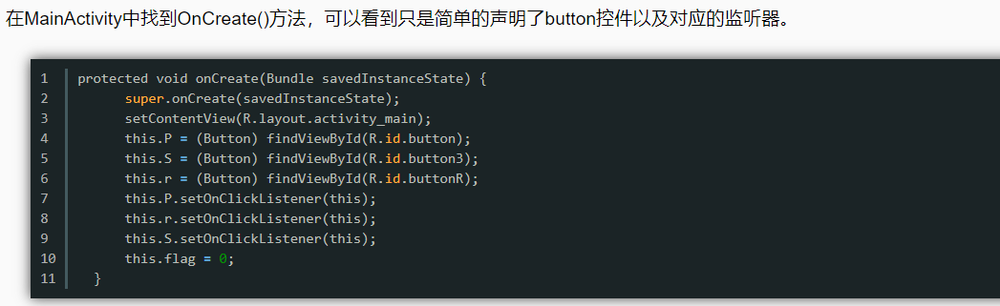 在MainActivity中找到OnCreate()方法，可以看到只是简单的声明了button控件以及对应的监听器。
1 protected void onCreate(Bundle savedInstanceState) {
2 super.onCreate(savedInstanceState);
3 setContentView(R.layout.activity_main);
4 this.P = (Button) findViewById(R.id.button);
5 this.S = (Button) findViewById(R.id.button3);
6 this.r = (Button) findViewById(R.id.buttonR);
7 this.P.setOnClickListener(this);
8 this.r.setOnClickListener(this);
9 this.S.setOnClickListener(this);
10 this.flag = 0;
11 }